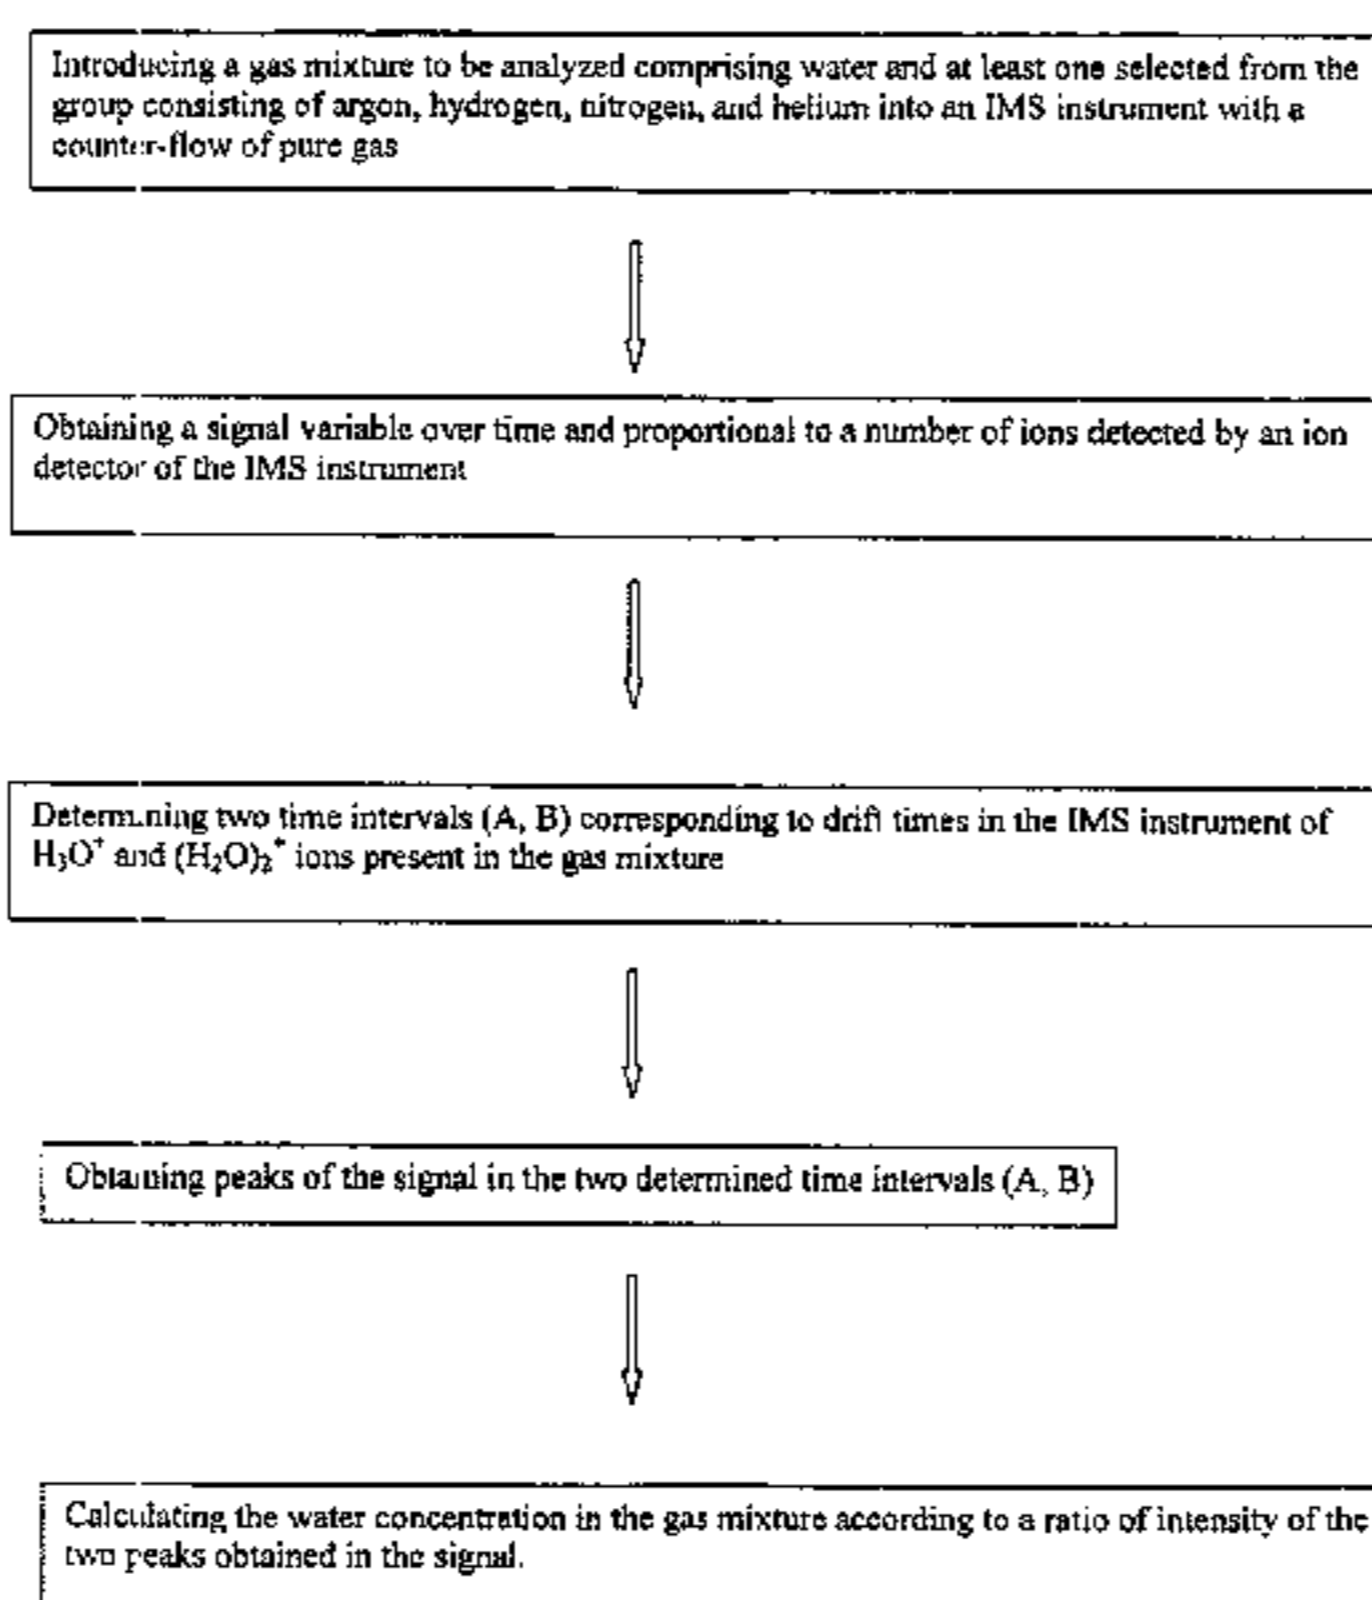 Introducing a gas mixture to be analyzed comprising water and at least one selected from the
group consisting of argon, hydrogen, nitrogen, and helium into an IMS instrument with a
counter-flow of pure gas
Obtaining a signal variable over time and proportional to a number of ions detected by an ion
detector of the IMS instrument
Determining two time intervals (A, B) corresponding to drift times in the IMS instrument of
H₃O⁺ and (H₂O)₂⁺ ions present in the gas mixture
Obtaining peaks of the signal in the two determined time intervals (A, B)
Calculating the water concentration in the gas mixture according to a ratio of intensity of the
two peaks obtained in the signal.